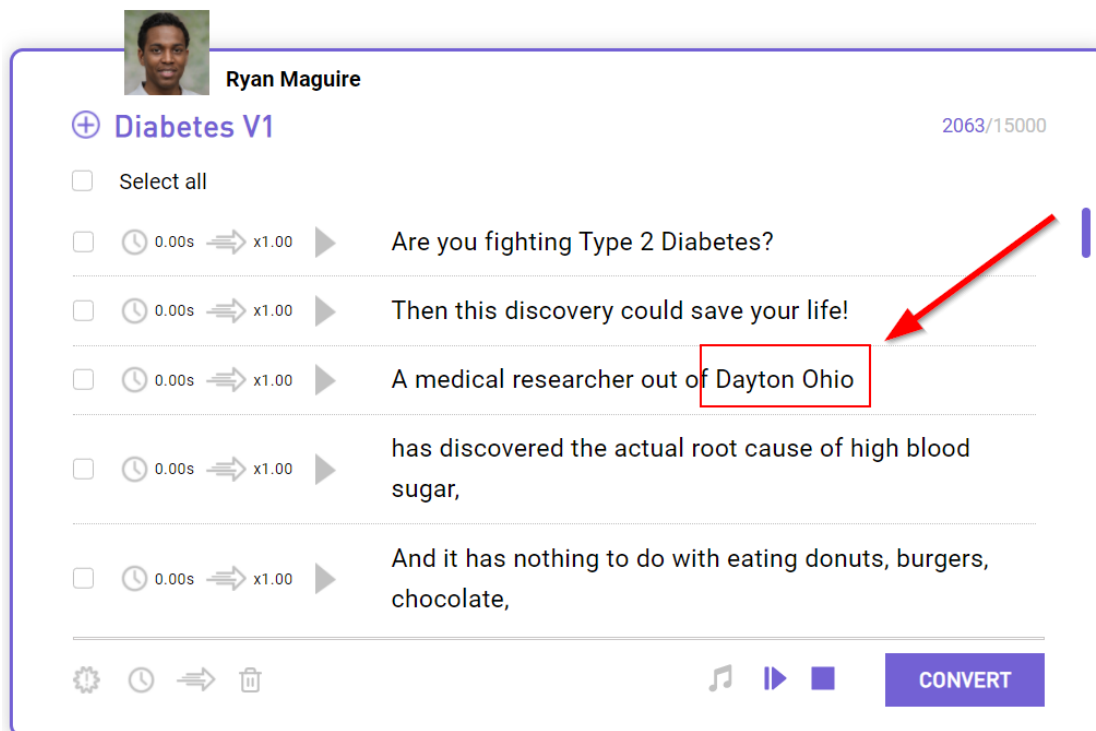 Ryan Maguire
Diabetes V1
2063/15000
Select all
0.00s x1.00 Are you fighting Type 2 Diabetes?
0.00s x1.00 Then this discovery could save your life!
0.00s x1.00 A medical researcher out of Dayton Ohio
0.00s x1.00 has discovered the actual root cause of high blood
sugar,
0.00s x1.00 And it has nothing to do with eating donuts, burgers,
chocolate,
CONVERT